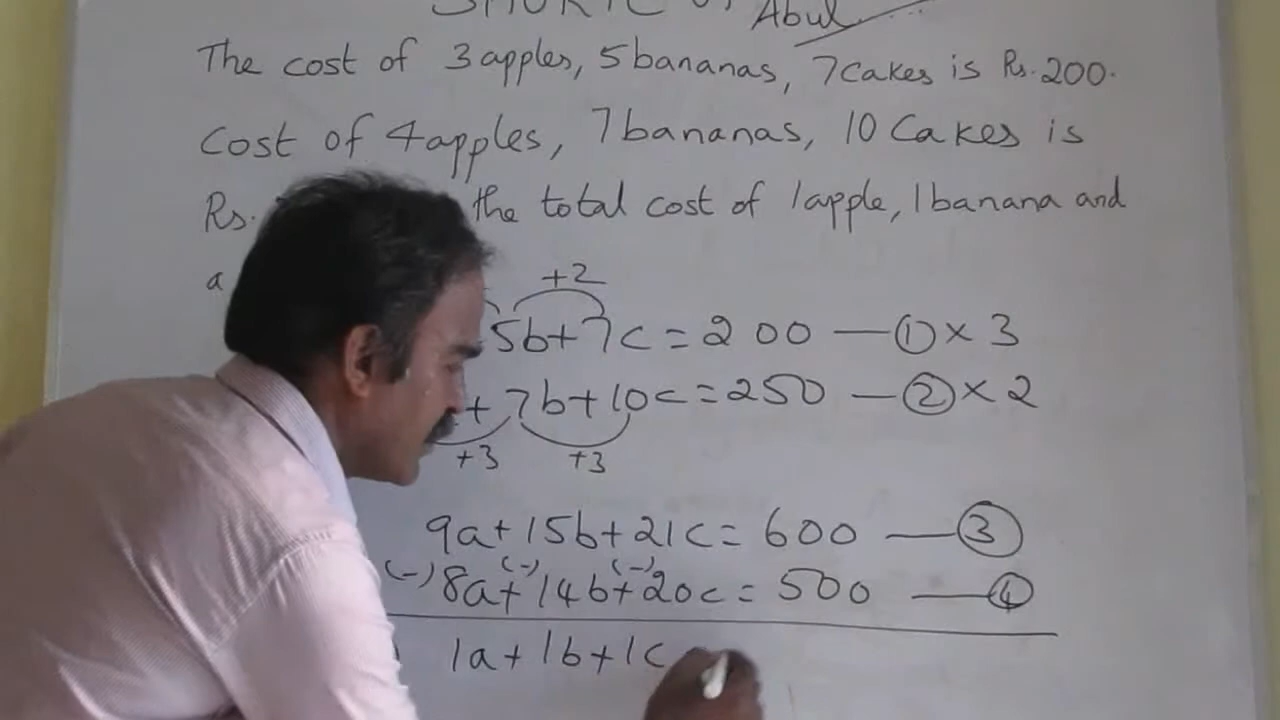 Abul
The cost of 3 apples, 5 bananas, 7 cakes is Rs. 200.
Cost of 4 apples, 7 bananas, 10 Cakes is
Rs. the total cost of 1 apple, 1 banana and
a
+2
5b+7c=200 —① × 3
+ 7b+10c=250 —② × 2
+3 +3
9a+15b+21c=600 —③
(-) (-) (-)
8a+14b+20c=500 —④
1a+1b+1c